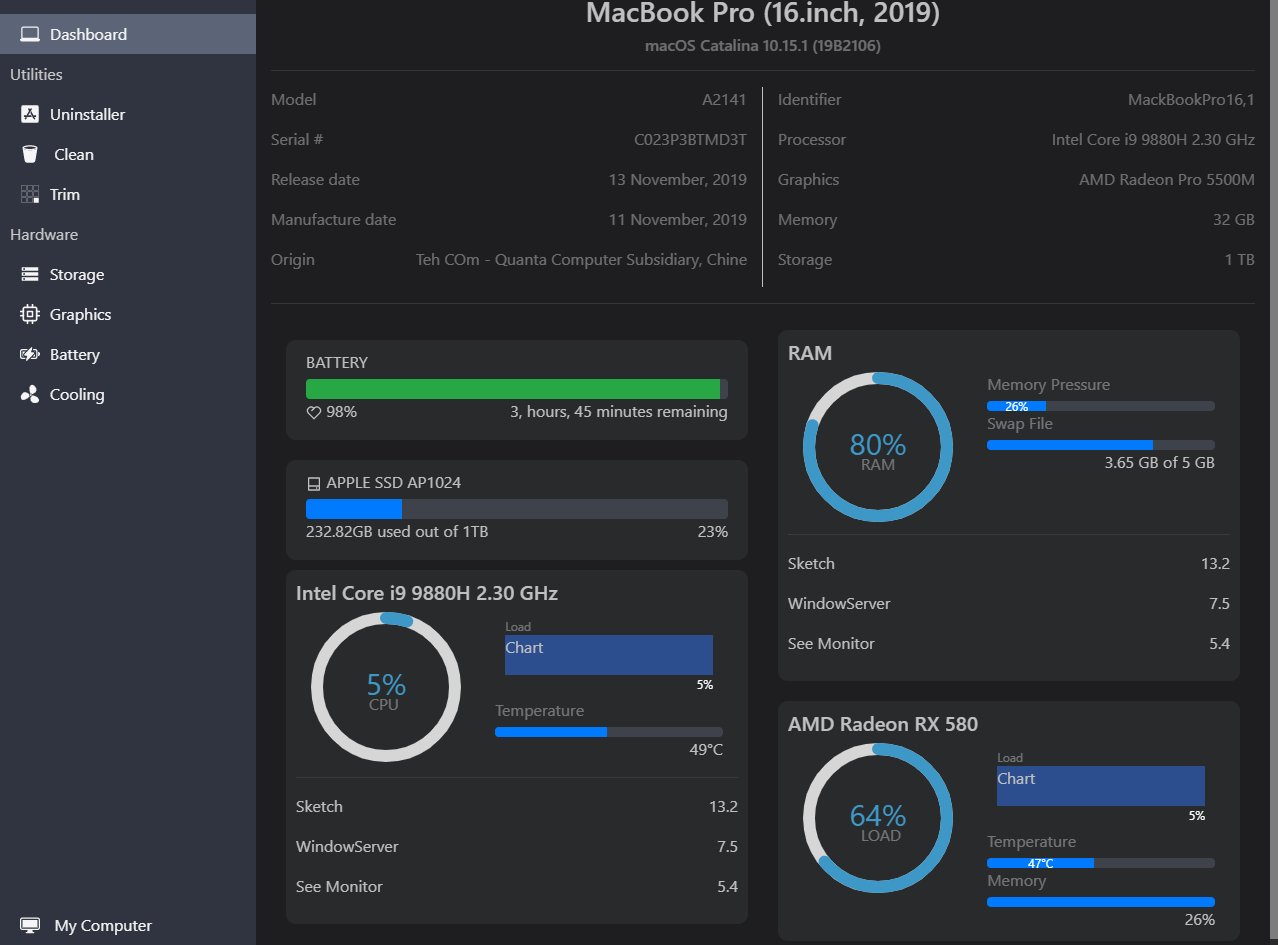 Dashboard
Utilities
Uninstaller
Clean
Trim
Hardware
Storage
Graphics
Battery
Cooling
My Computer
MacBook Pro (16.inch, 2019)
macOS Catalina 10.15.1 (19B2106)
Model A2141
Serial # C023P3BTMD3T
Release date 13 November, 2019
Manufacture date 11 November, 2019
Origin Teh COm - Quanta Computer Subsidiary, Chine
Identifier MackBookPro16,1
Processor Intel Core i9 9880H 2.30 GHz
Graphics AMD Radeon Pro 5500M
Memory 32 GB
Storage 1 TB
BATTERY
98% 3, hours, 45 minutes remaining
APPLE SSD AP1024
232.82GB used out of 1TB 23%
Intel Core i9 9880H 2.30 GHz
5%
CPU
Load
Chart
5%
Temperature
49°C
Sketch 13.2
WindowServer 7.5
See Monitor 5.4
RAM
80%
RAM
Memory Pressure
26%
Swap File
3.65 GB of 5 GB
Sketch 13.2
WindowServer 7.5
See Monitor 5.4
AMD Radeon RX 580
64%
LOAD
Load
Chart
5%
Temperature
47°C
Memory
26%